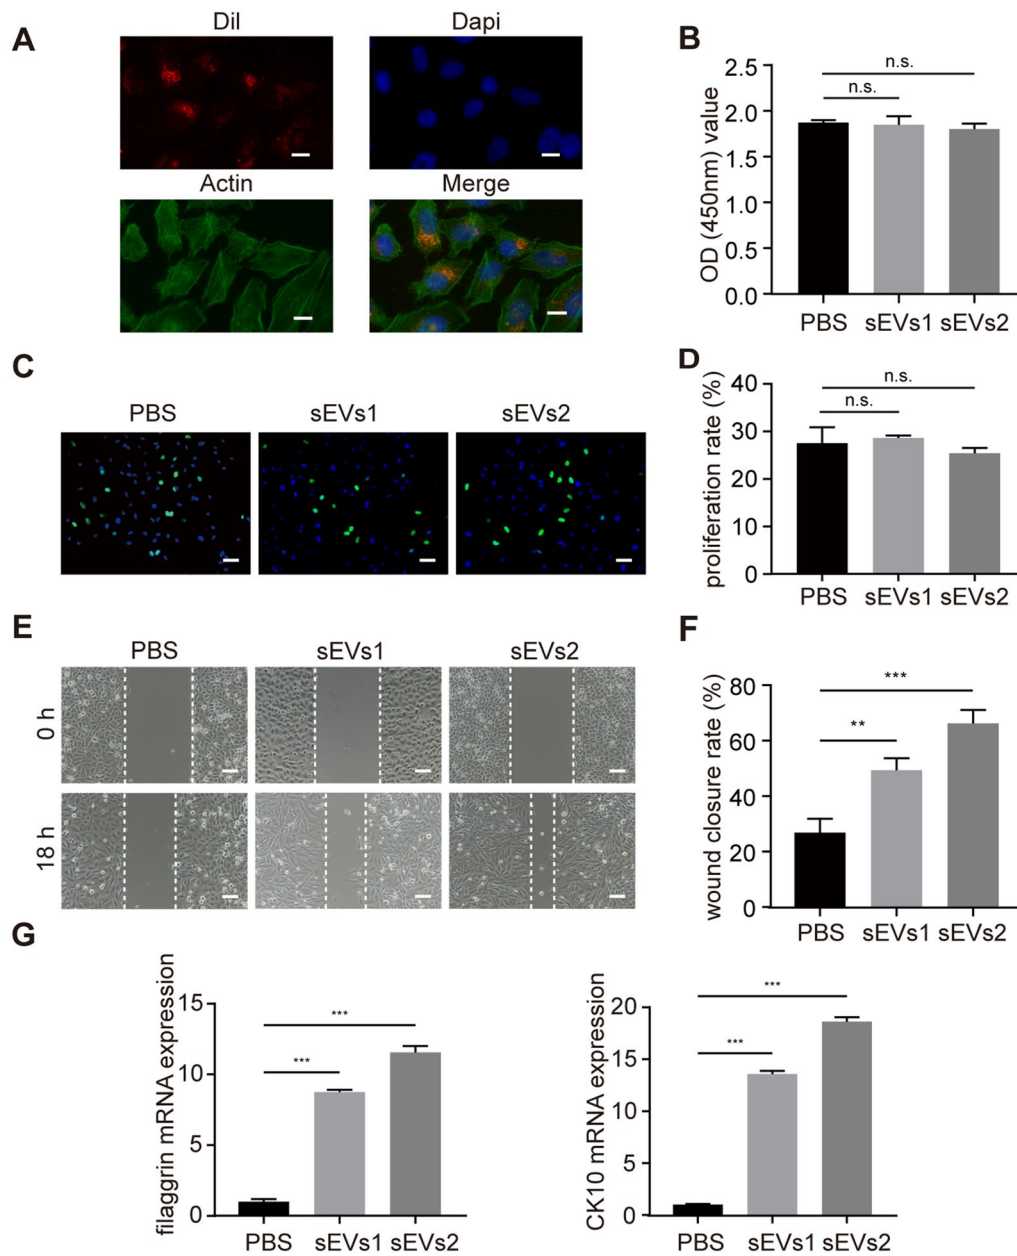 A
Dil
Dapi
Actin
Merge
B
OD (450nm) value
2.5
2.0
1.5
1.0
0.5
0.0
n.s.
n.s.
PBS
sEVs1
sEVs2
C
PBS
sEVs1
sEVs2
D
proliferation rate (%)
40
30
20
10
0
n.s.
n.s.
PBS
sEVs1
sEVs2
E
PBS
sEVs1
sEVs2
0 h
18 h
F
wound closure rate (%)
80
60
40
20
0
***
**
PBS
sEVs1
sEVs2
G
filaggrin mRNA expression
15
10
5
0
***
***
PBS
sEVs1
sEVs2
CK10 mRNA expression
20
15
10
5
0
***
***
PBS
sEVs1
sEVs2